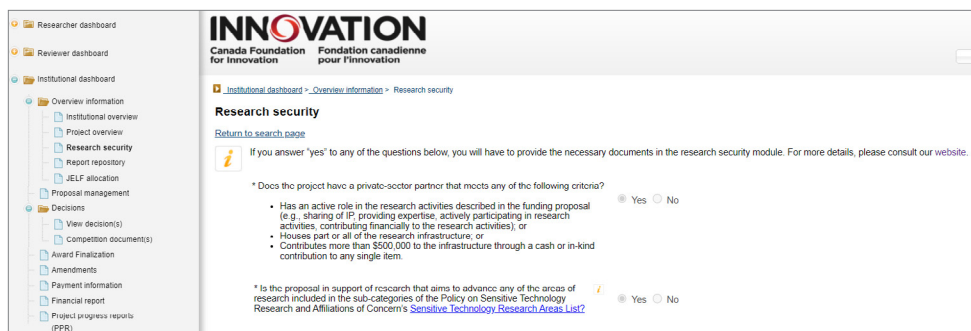 Researcher dashboard
Reviewer dashboard
Institutional dashboard
Overview information
Institutional overview
Project overview
Research security
Report repository
JELF allocation
Proposal management
Decisions
View decision(s)
Competition document(s)
Award Finalization
Amendments
Payment information
Financial report
Project progress reports
(PPR)
INNOVATION
Canada Foundation Fondation canadienne
for Innovation pour l'innovation
Institutional dashboard > Overview information > Research security
Research security
Return to search page
If you answer "yes" to any of the questions below, you will have to provide the necessary documents in the research security module. For more details, please consult our website.
* Does the project have a private-sector partner that meets any of the following criteria?
Yes No
• Has an active role in the research activities described in the funding proposal
(e.g., sharing of IP, providing expertise, actively participating in research
activities, contributing financially to the research activities); or
• Houses part or all of the research infrastructure; or
• Contributes more than $500,000 to the infrastructure through a cash or in-kind
contribution to any single item.
* Is the proposal in support of research that aims to advance any of the areas of
research included in the sub-categories of the Policy on Sensitive Technology
Research and Affiliations of Concern's Sensitive Technology Research Areas List?
Yes No